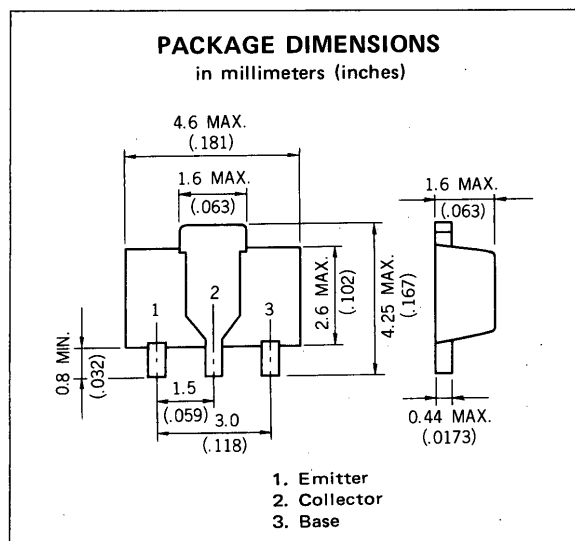 PACKAGE DIMENSIONS
in millimeters (inches)
4.6 MAX.
(.181)
1.6 MAX.
(.063)
1.6 MAX.
(.063)
1
2
3
2.6 MAX.
(.102)
4.25 MAX.
(.167)
0.8 MIN.
(.032)
1.5
(.059)
3.0
(.118)
0.44 MAX.
(.0173)
1. Emitter
2. Collector
3. Base